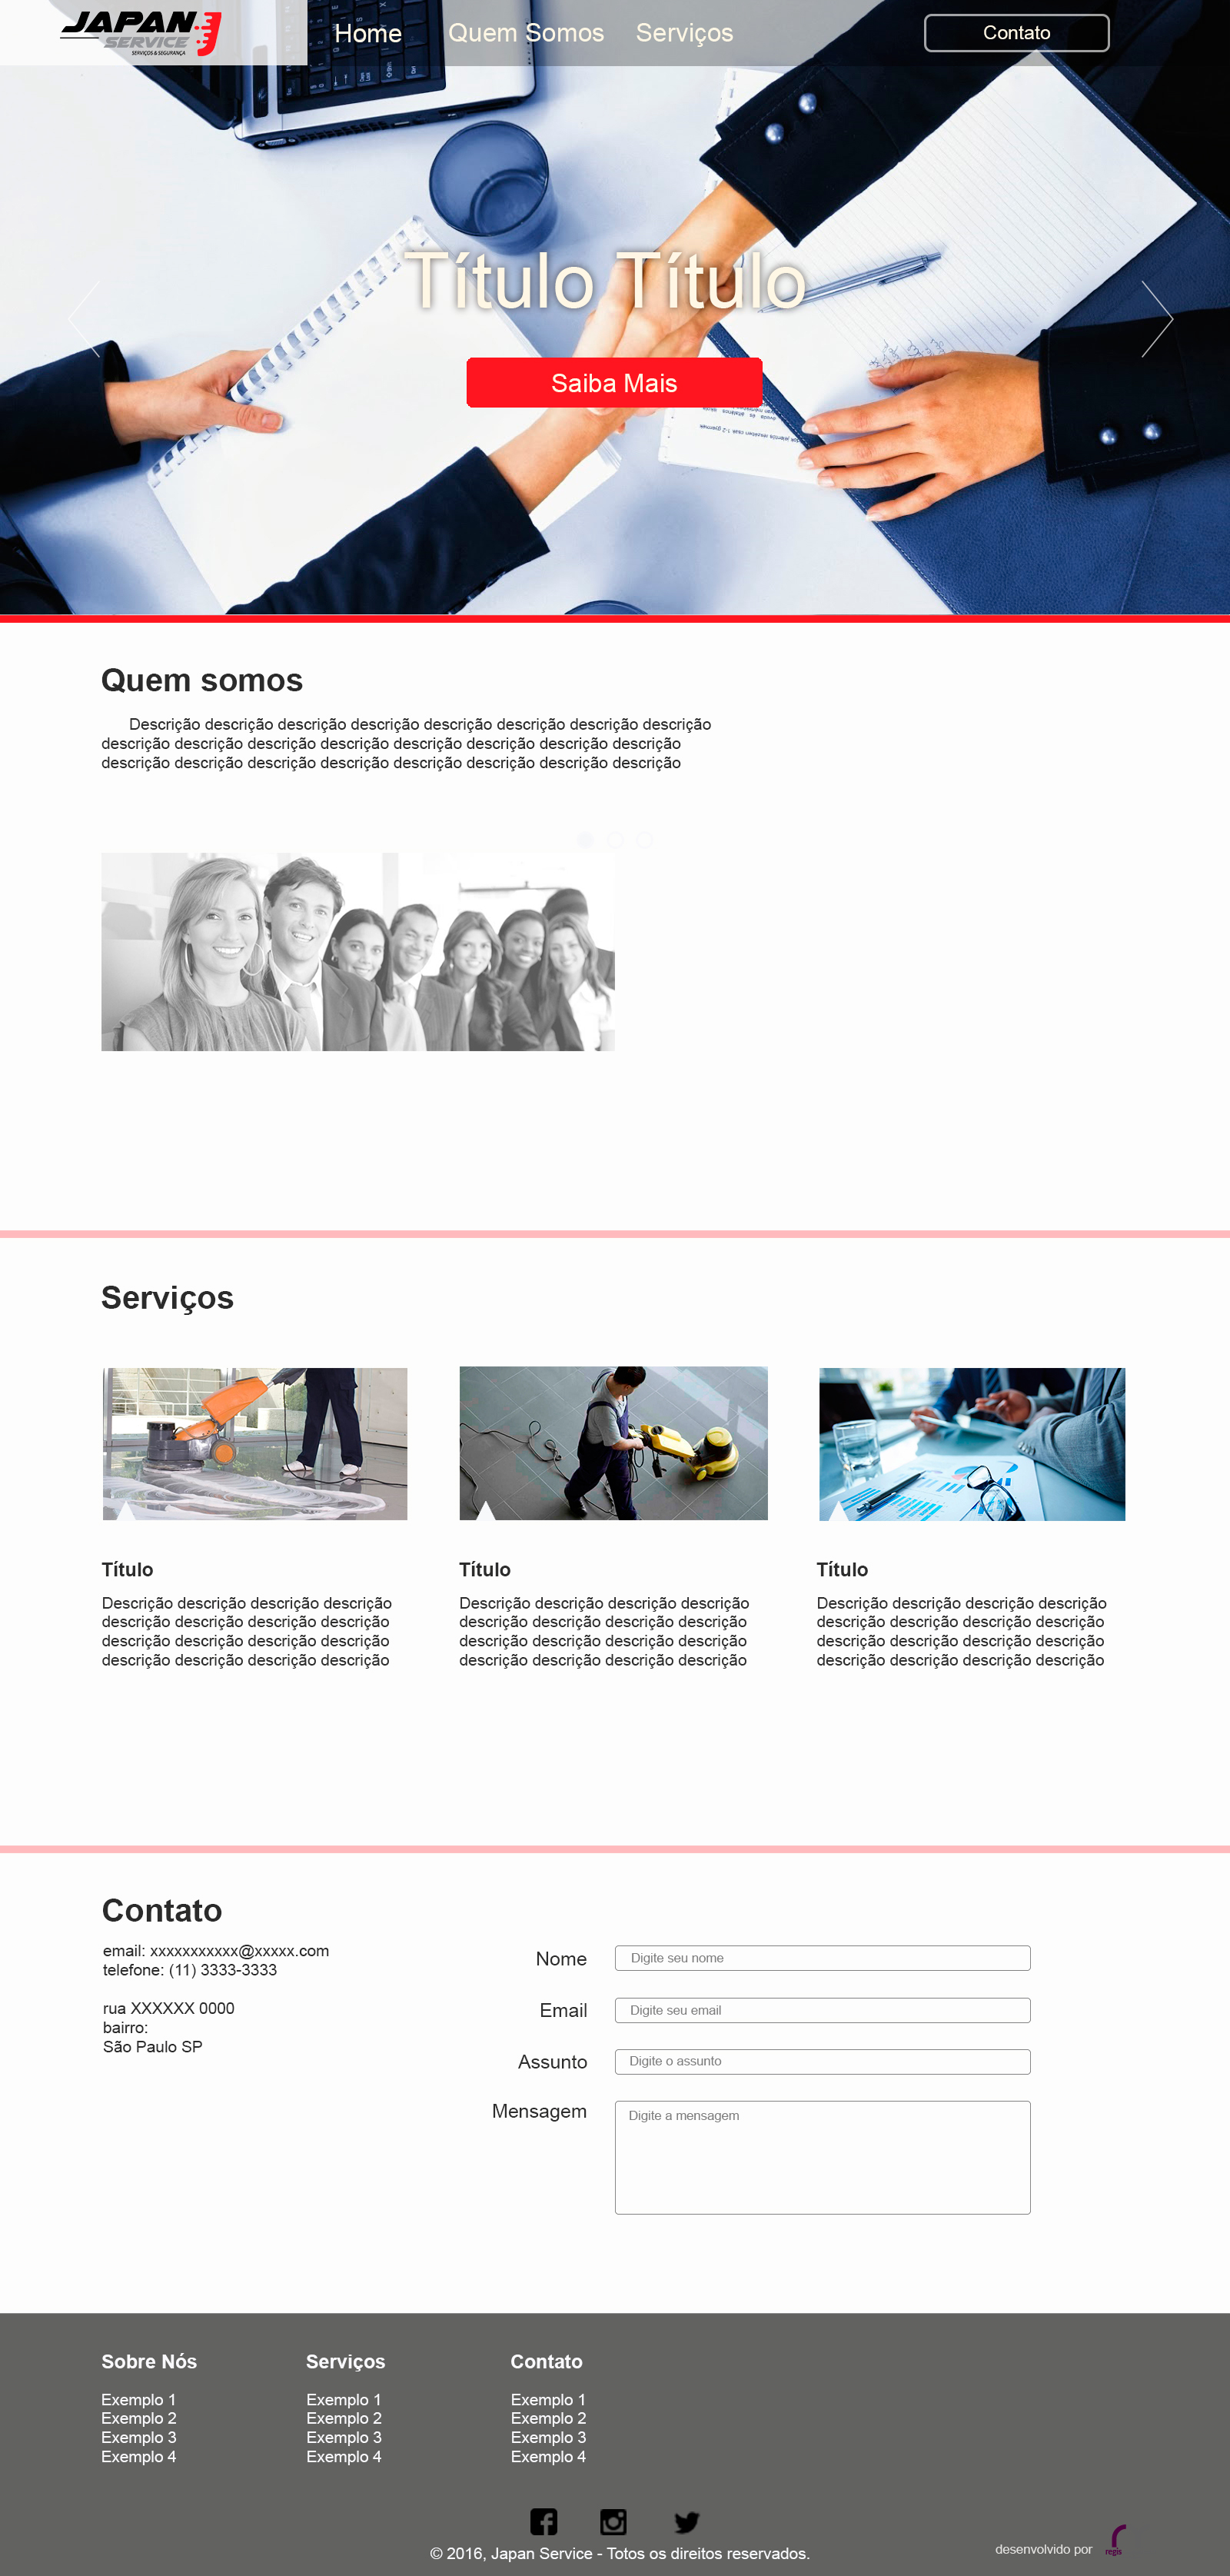 JAPAN
SERVICE
SERVIÇOS & SEGURANÇA
Home
Quem Somos
Serviços
Contato
Título Título
Saiba Mais
Quem somos
Descrição descrição descrição descrição descrição descrição descrição descrição
descrição descrição descrição descrição descrição descrição descrição descrição
descrição descrição descrição descrição descrição descrição descrição descrição
Serviços
Título
Descrição descrição descrição descrição
descrição descrição descrição descrição
descrição descrição descrição descrição
descrição descrição descrição descrição
Título
Descrição descrição descrição descrição
descrição descrição descrição descrição
descrição descrição descrição descrição
descrição descrição descrição descrição
Título
Descrição descrição descrição descrição
descrição descrição descrição descrição
descrição descrição descrição descrição
descrição descrição descrição descrição
Contato
email: xxxxxxxxxxx@xxxxx.com
telefone: (11) 3333-3333
rua XXXXXX 0000
bairro:
São Paulo SP
Nome
Digite seu nome
Email
Digite seu email
Assunto
Digite o assunto
Mensagem
Digite a mensagem
Sobre Nós
Exemplo 1
Exemplo 2
Exemplo 3
Exemplo 4
Serviços
Exemplo 1
Exemplo 2
Exemplo 3
Exemplo 4
Contato
Exemplo 1
Exemplo 2
Exemplo 3
Exemplo 4
© 2016, Japan Service - Totos os direitos reservados.
desenvolvido por
regis